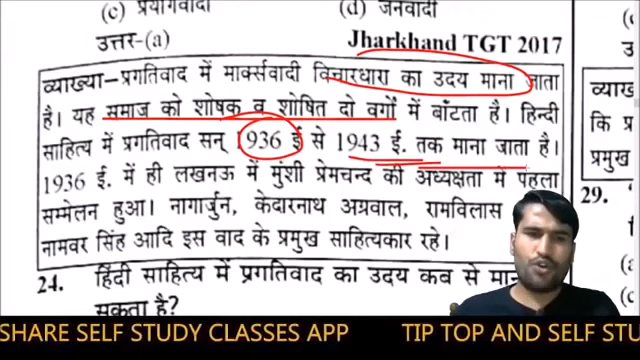 (c) प्रयोगवादी (d) जनवादी
उत्तर-(a) Jharkhand TGT 2017
व्याख्या–प्रगतिवाद में मार्क्सवादी विचारधारा का उदय माना जाता
है। यह समाज को शोषक व शोषित दो वर्गों में बाँटता है। हिन्दी
साहित्य में प्रगतिवाद सन् 1936 ई से 1943 ई. तक माना जाता है।
1936 ई. में ही लखनऊ में मुंशी प्रेमचन्द की अध्यक्षता में पहला
सम्मेलन हुआ। नागार्जुन, केदारनाथ अग्रवाल, रामविलास
नामवर सिंह आदि इस वाद के प्रमुख साहित्यकार रहे।
24. हिंदी साहित्य में प्रगतिवाद का उदय कब से
सकता है?
व्या
कि प्र
प्रमुख
29.
SHARE SELF STUDY CLASSES APP TIP TOP AND SELF STU